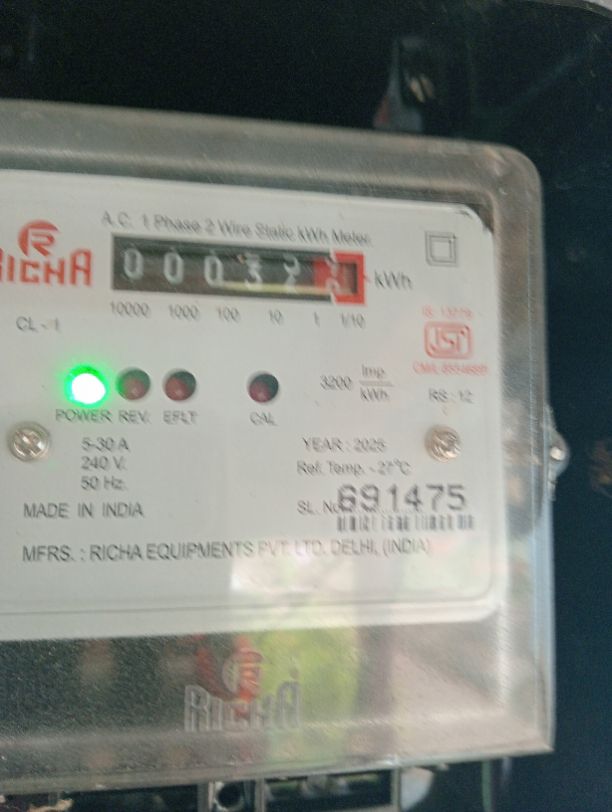 A.C. 1 Phase 2 Wire Static kWh Meter
RICHA
0 0 0 3 2
kWh
10000 1000 100 10 1 1/10
CL - 1
ISI
3200 Imp. / kWh
RS : 12
POWER REV. EFLT CAL
5-30 A
240 V.
50 Hz.
YEAR : 2025
Ref. Temp. - 27°C
MADE IN INDIA
SL. No. 691475
MFRS. : RICHA EQUIPMENTS PVT. LTD. DELHI, (INDIA)
RICHA